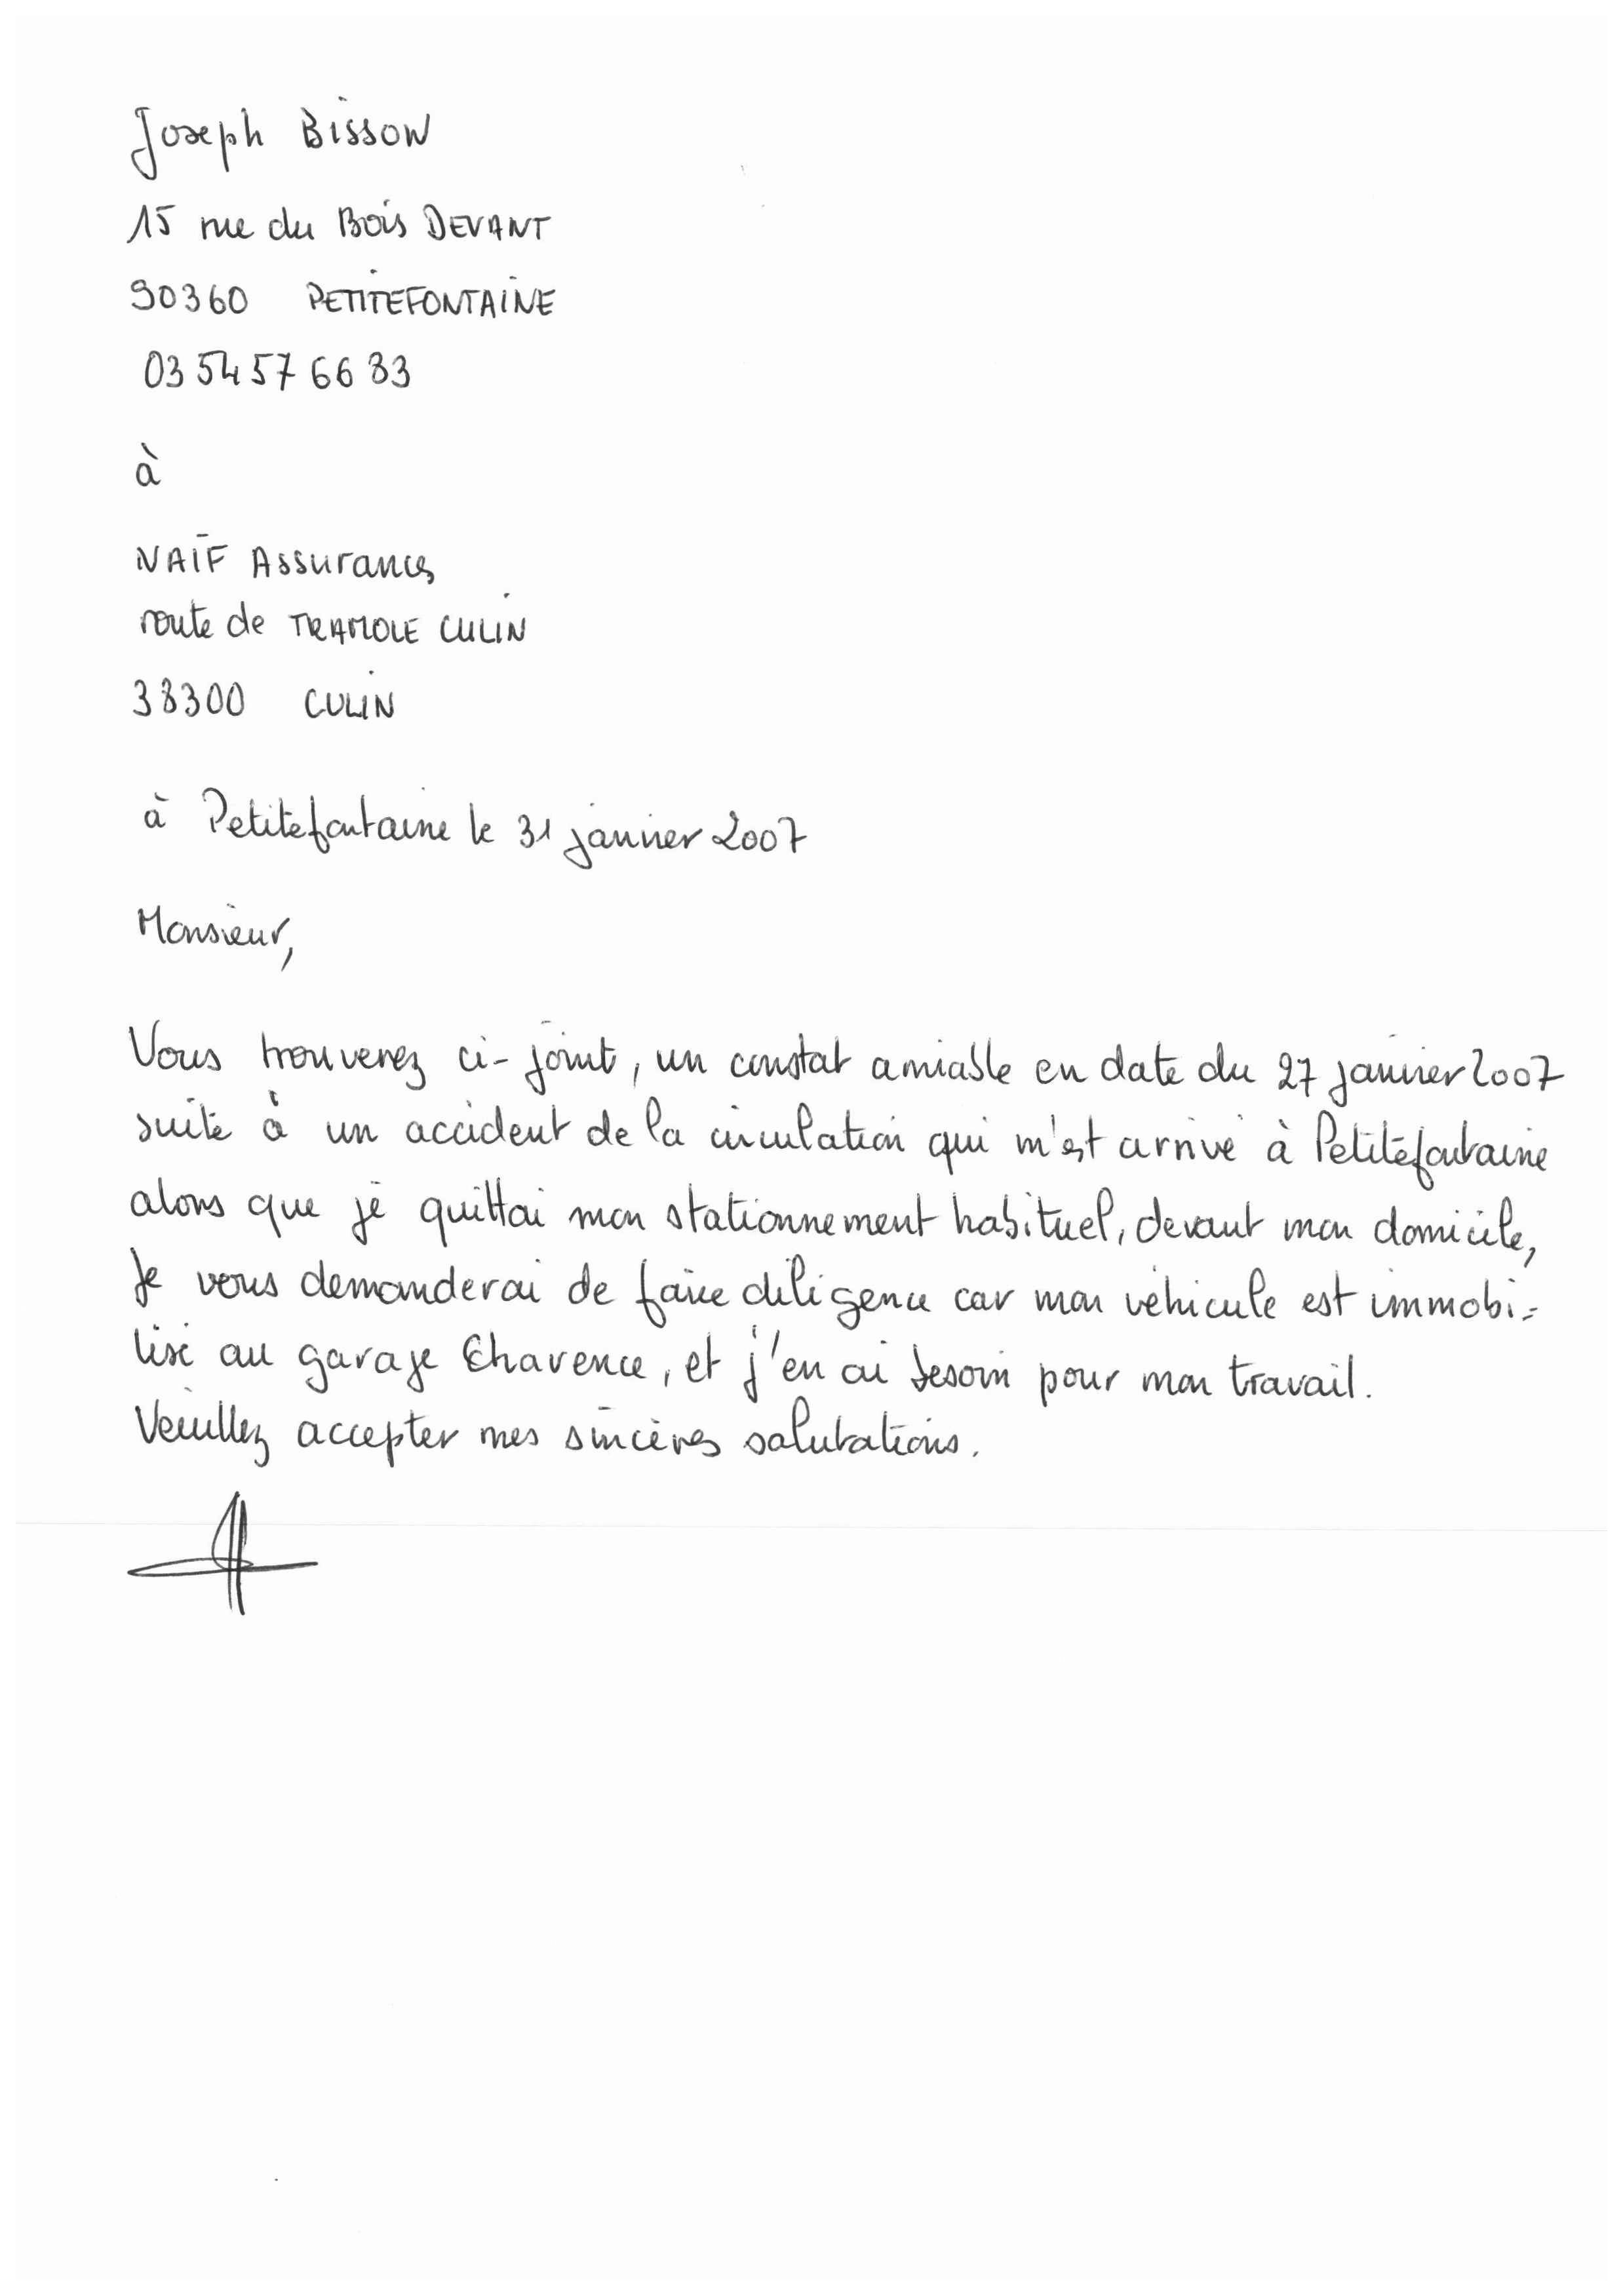 Joseph BISSON
15 rue du Bois DEVANT
90360 PETITEFONTAINE
03 54 57 66 83
à
NAÏF Assurances
route de TRAMOLE CULIN
38300 CULIN
à Petitefontaine le 31 janvier 2007
Monsieur,
Vous trouverez ci-joint, un constat amiable en date du 27 janvier 2007
suite à un accident de la circulation qui m'est arrivé à Petitefontaine
alors que je quittai mon stationnement habituel, devant mon domicile,
Je vous demanderai de faire diligence car mon véhicule est immobi-
lisé au garage Chavence, et j'en ai besoin pour mon travail.
Veuillez accepter mes sincères salutations.